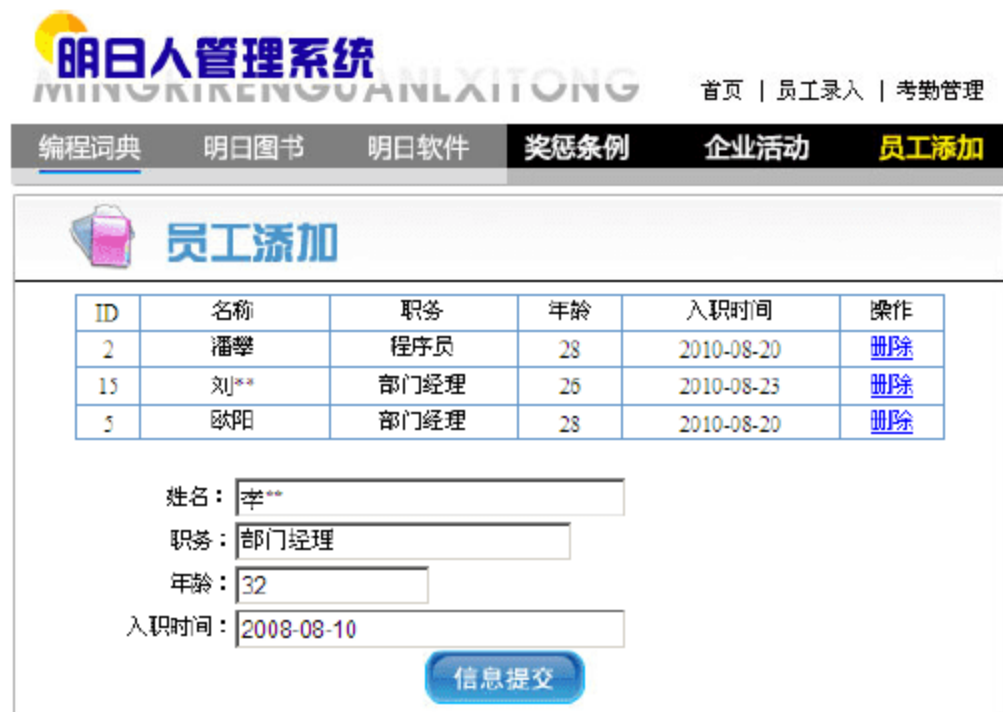 明日人管理系统
MINGRIRENGUANLXITONG
首页 | 员工录入 | 考勤管理
编程词典 明日图书 明日软件 奖惩条例 企业活动 员工添加
员工添加
ID 名称 职务 年龄 入职时间 操作
2 潘攀 程序员 28 2010-08-20 删除
15 刘** 部门经理 26 2010-08-23 删除
5 欧阳 部门经理 28 2010-08-20 删除
姓名：李**
职务：部门经理
年龄：32
入职时间：2008-08-10
信息提交